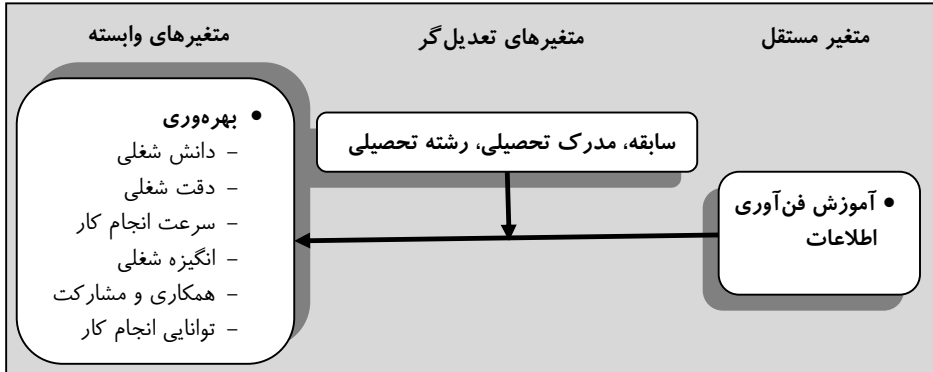 متغیر مستقل
متغیرهای تعدیل‌گر
متغیرهای وابسته
• آموزش فن‌آوری
اطلاعات
سابقه، مدرک تحصیلی، رشته تحصیلی
• بهره‌وری
– دانش شغلی
– دقت شغلی
– سرعت انجام کار
– انگیزه شغلی
– همکاری و مشارکت
– توانایی انجام کار